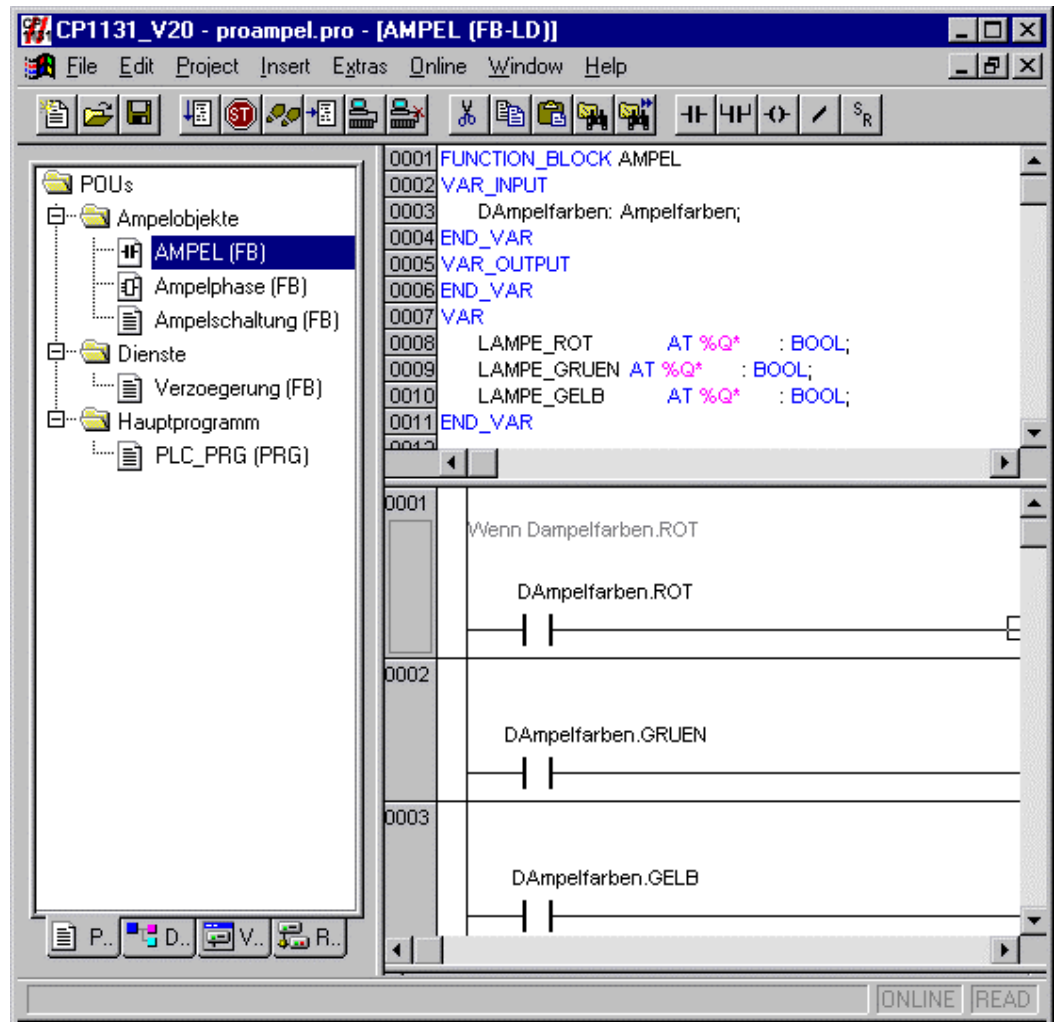 CP1131_V20 - proampel.pro - [AMPEL (FB-LD)]
File Edit Project Insert Extras Online Window Help
POUs
Ampelobjekte
AMPEL (FB)
Ampelphase (FB)
Ampelschaltung (FB)
Dienste
Verzoegerung (FB)
Hauptprogramm
PLC_PRG (PRG)
P.. D.. V.. R..
0001 FUNCTION_BLOCK AMPEL
0002 VAR_INPUT
0003 DAmpelfarben: Ampelfarben;
0004 END_VAR
0005 VAR_OUTPUT
0006 END_VAR
0007 VAR
0008 LAMPE_ROT AT %Q* : BOOL;
0009 LAMPE_GRUEN AT %Q* : BOOL;
0010 LAMPE_GELB AT %Q* : BOOL;
0011 END_VAR
0012
0001
Wenn Dampelfarben.ROT
DAmpelfarben.ROT
0002
DAmpelfarben.GRUEN
0003
DAmpelfarben.GELB
ONLINE READ